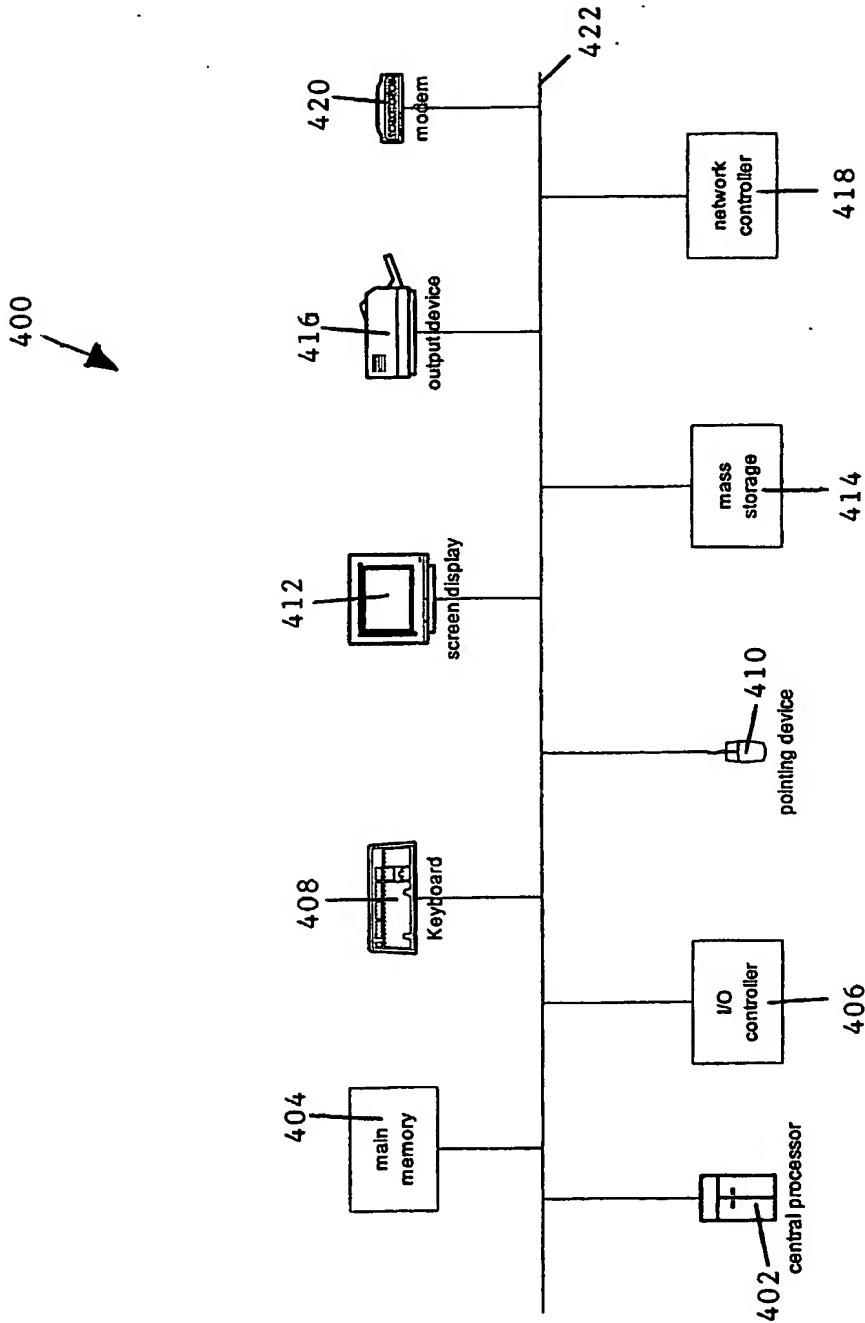 400
404
main
memory
408
Keyboard
412
screen display
416
output device
420
modem
422
402
central processor
I/O
controller
406
410
pointing device
mass
storage
414
network
controller
418